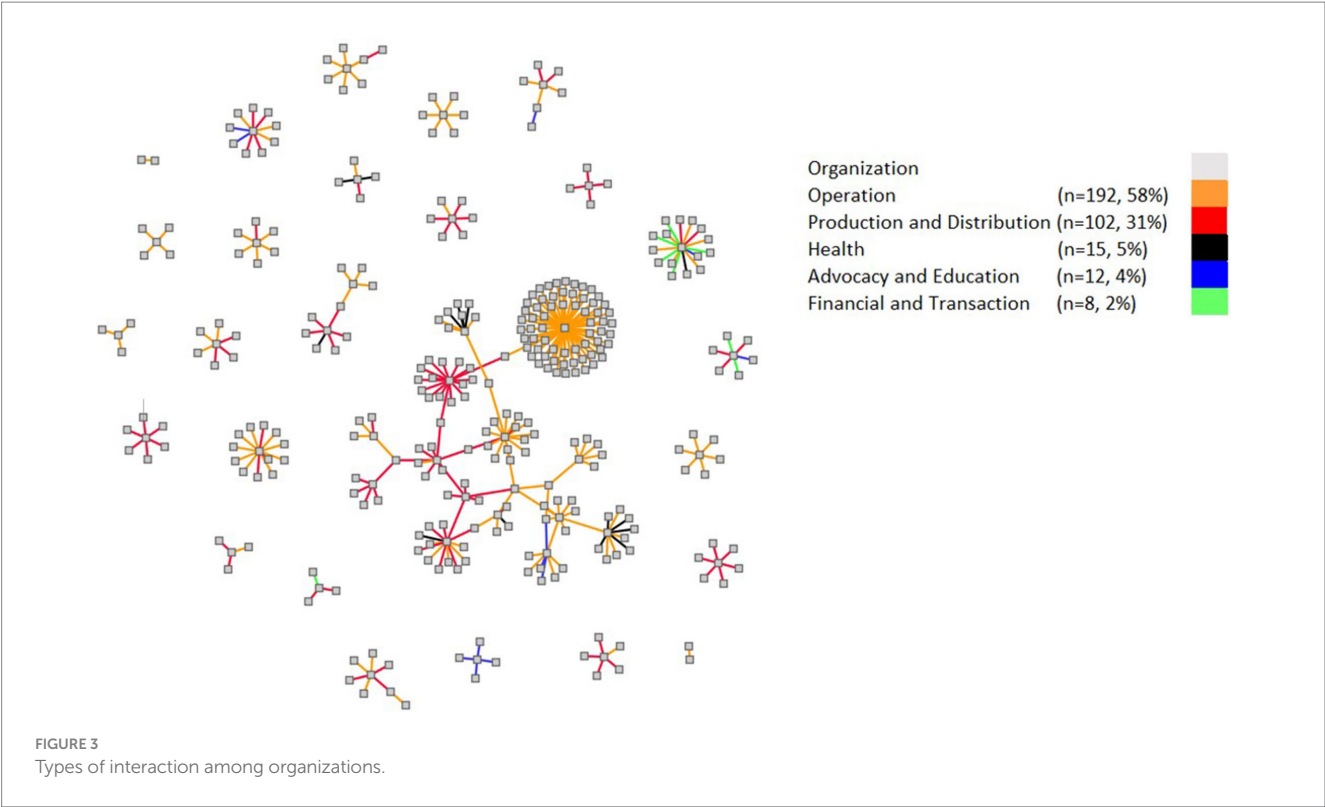 Organization
Operation (n=192, 58%)
Production and Distribution (n=102, 31%)
Health (n=15, 5%)
Advocacy and Education (n=12, 4%)
Financial and Transaction (n=8, 2%)
FIGURE 3
Types of interaction among organizations.